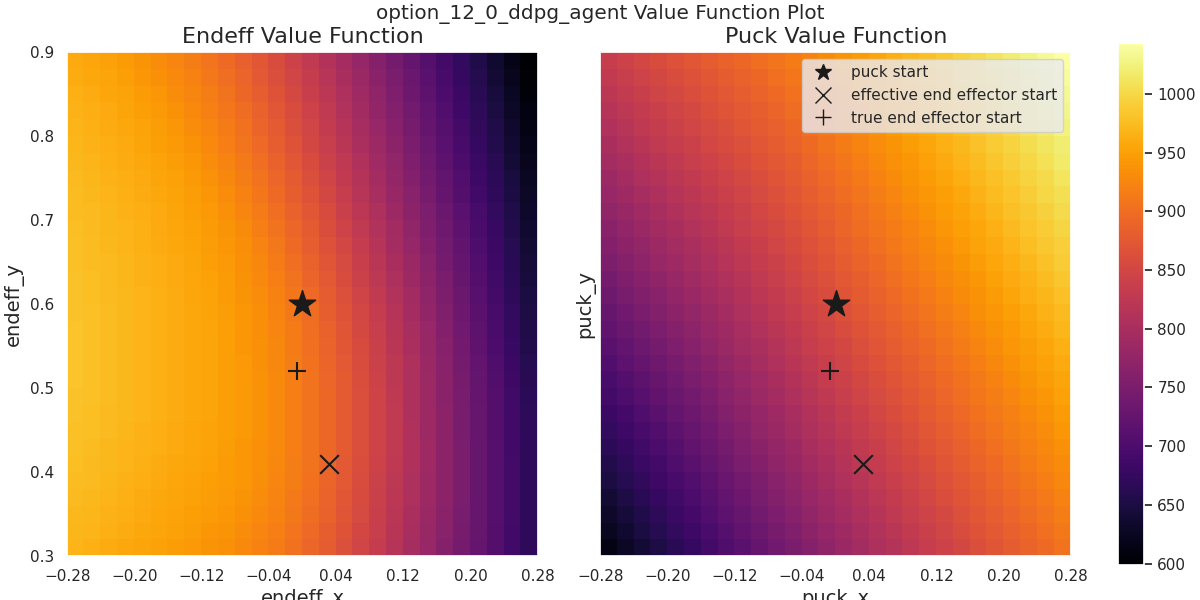 option_12_0_ddpg_agent Value Function Plot
Endeff Value Function
Puck Value Function
endeff_y
0.9
0.8
0.7
0.6
0.5
0.4
0.3
−0.28 −0.20 −0.12 −0.04 0.04 0.12 0.20 0.28
endeff_x
puck_y
puck start
effective end effector start
true end effector start
−0.28 −0.20 −0.12 −0.04 0.04 0.12 0.20 0.28
puck_x
1000
950
900
850
800
750
700
650
600